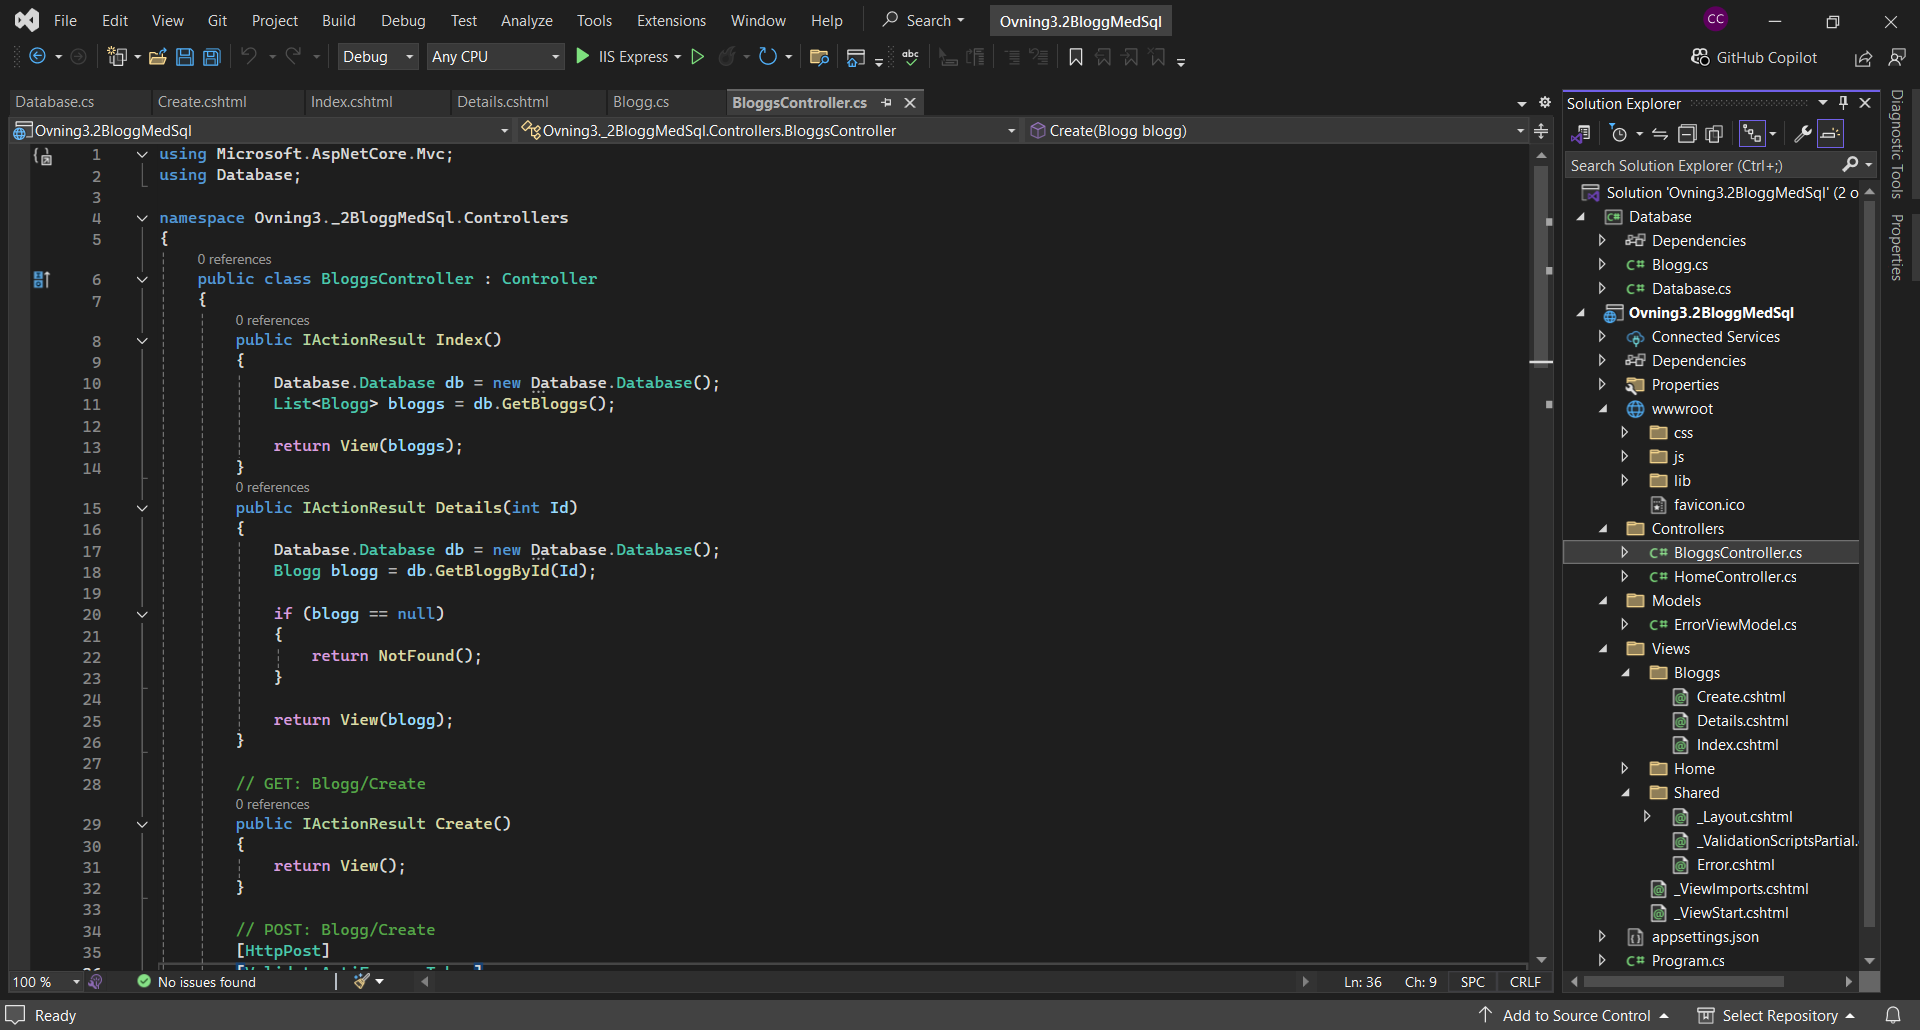 File Edit View Git Project Build Debug Test Analyze Tools Extensions Window Help Search Ovning3.2BloggMedSql CC
Debug Any CPU IIS Express abc GitHub Copilot
Database.cs Create.cshtml Index.cshtml Details.cshtml Blogg.cs BloggsController.cs
Ovning3.2BloggMedSql Ovning3._2BloggMedSql.Controllers.BloggsController Create(Blogg blogg)
1 using Microsoft.AspNetCore.Mvc;
2 using Database;
3
4 namespace Ovning3._2BloggMedSql.Controllers
5 {
0 references
6 public class BloggsController : Controller
7 {
0 references
8 public IActionResult Index()
9 {
10 Database.Database db = new Database.Database();
11 List<Blogg> bloggs = db.GetBloggs();
12
13 return View(bloggs);
14 }
0 references
15 public IActionResult Details(int Id)
16 {
17 Database.Database db = new Database.Database();
18 Blogg blogg = db.GetBloggById(Id);
19
20 if (blogg == null)
21 {
22 return NotFound();
23 }
24
25 return View(blogg);
26 }
27
28 // GET: Blogg/Create
0 references
29 public IActionResult Create()
30 {
31 return View();
32 }
33
34 // POST: Blogg/Create
35 [HttpPost]
100 % No issues found Ln: 36 Ch: 9 SPC CRLF
Solution Explorer
Search Solution Explorer (Ctrl+;)
Solution 'Ovning3.2BloggMedSql' (2 o
Database
Dependencies
C# Blogg.cs
C# Database.cs
Ovning3.2BloggMedSql
Connected Services
Dependencies
Properties
wwwroot
css
js
lib
favicon.ico
Controllers
C# BloggsController.cs
C# HomeController.cs
Models
C# ErrorViewModel.cs
Views
Bloggs
Create.cshtml
Details.cshtml
Index.cshtml
Home
Shared
_Layout.cshtml
_ValidationScriptsPartial.
Error.cshtml
_ViewImports.cshtml
_ViewStart.cshtml
appsettings.json
C# Program.cs
Diagnostic Tools
Properties
Ready Add to Source Control Select Repository